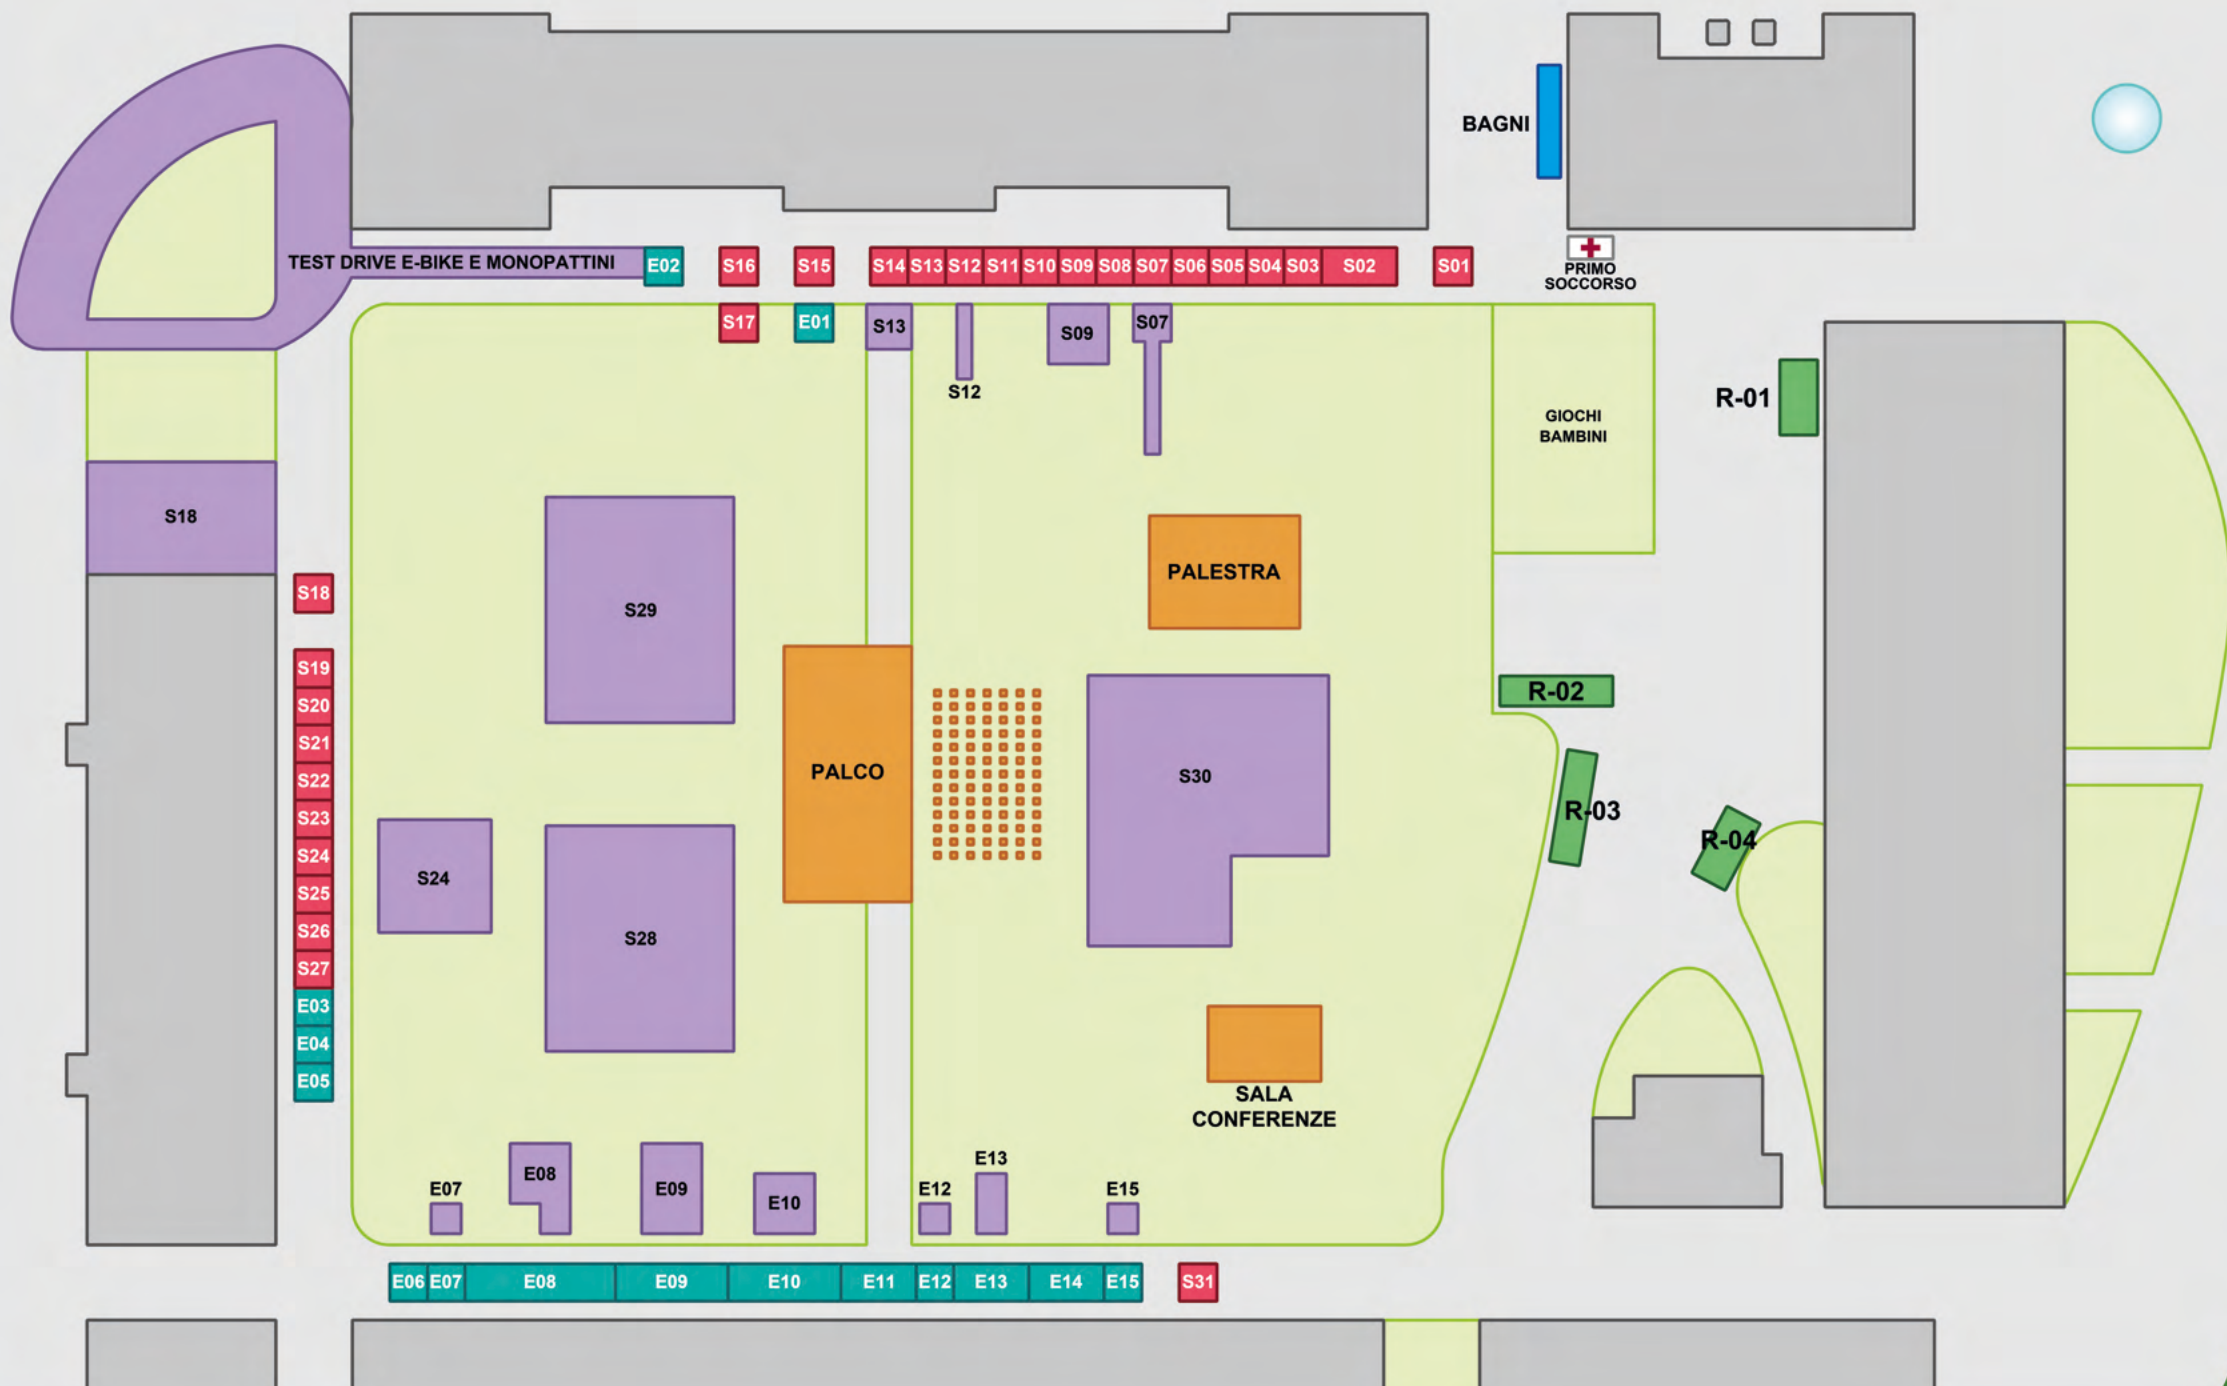 BAGNI
PRIMO
SOCCORSO
TEST DRIVE E-BIKE E MONOPATTINI
E02
S16
S15
S14 S13 S12 S11 S10 S09 S08 S07 S06 S05 S04 S03 S02
S01
S17
E01
S13
S12
S09
S07
GIOCHI
BAMBINI
R-01
S18
S29
PALESTRA
S18
S19
S20
S21
S22
S23
S24
S25
S26
S27
E03
E04
E05
PALCO
S30
R-02
R-03
R-04
S24
S28
SALA
CONFERENZE
E07
E08
E09
E10
E12
E13
E15
E06 E07 E08 E09 E10 E11 E12 E13 E14 E15
S31